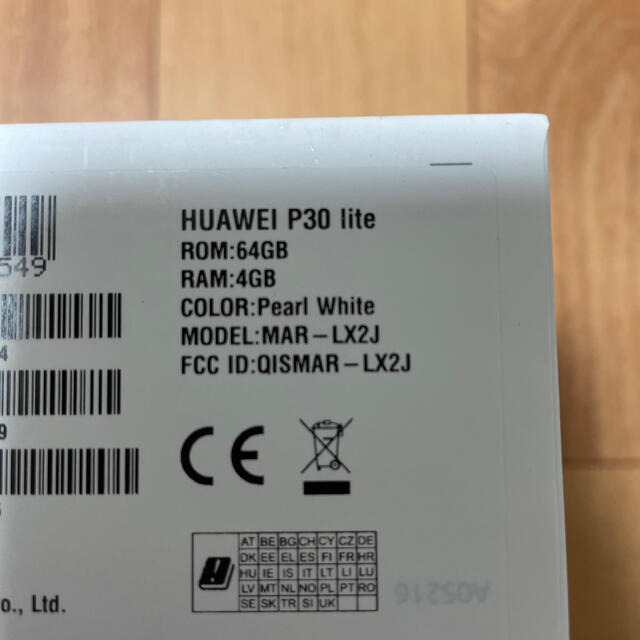 HUAWEI P30 lite
ROM:64GB
RAM:4GB
COLOR:Pearl White
MODEL:MAR-LX2J
FCC ID:QISMAR-LX2J
549
4
9
CE
AT BE BG CH CY CZ DE
DK EE EL ES FI FR HR
HU IE IS IT LT LI LU
LV MT NL NO PL PT RO
SE SK TR SI UK
o., Ltd.
A05216